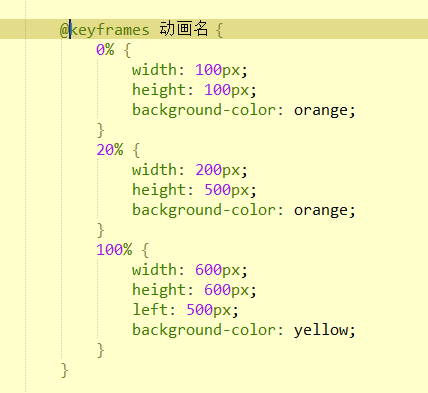 @keyframes 动画名 {
0% {
width: 100px;
height: 100px;
background-color: orange;
}
20% {
width: 200px;
height: 500px;
background-color: orange;
}
100% {
width: 600px;
height: 600px;
left: 500px;
background-color: yellow;
}
}